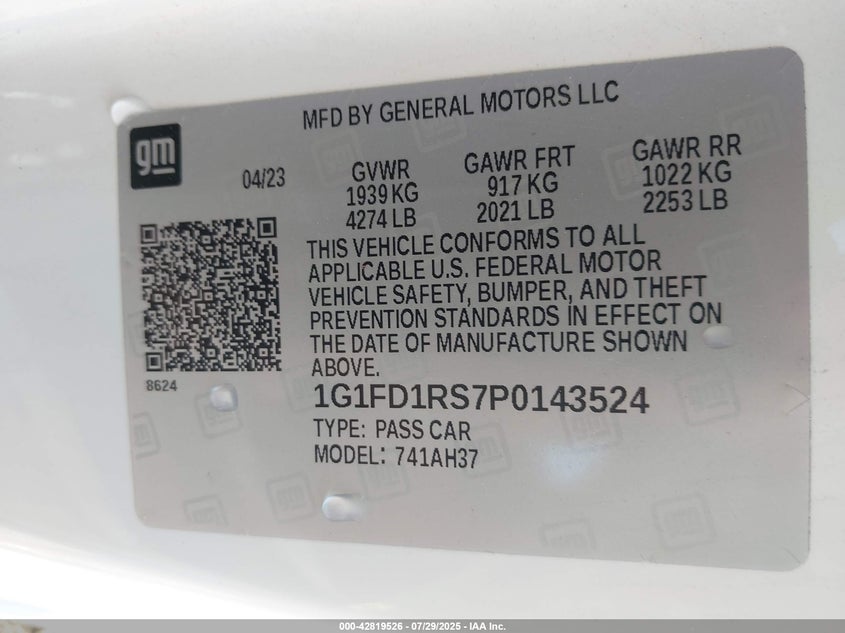 MFD BY GENERAL MOTORS LLC
gm
04/23
GVWR
1939 KG
4274 LB
GAWR FRT
917 KG
2021 LB
GAWR RR
1022 KG
2253 LB
THIS VEHICLE CONFORMS TO ALL
APPLICABLE U.S. FEDERAL MOTOR
VEHICLE SAFETY, BUMPER, AND THEFT
PREVENTION STANDARDS IN EFFECT ON
THE DATE OF MANUFACTURE SHOWN
ABOVE.
8624
1G1FD1RS7P0143524
TYPE: PASS CAR
MODEL: 741AH37
000-42819526 - 07/29/2025 - IAA Inc.